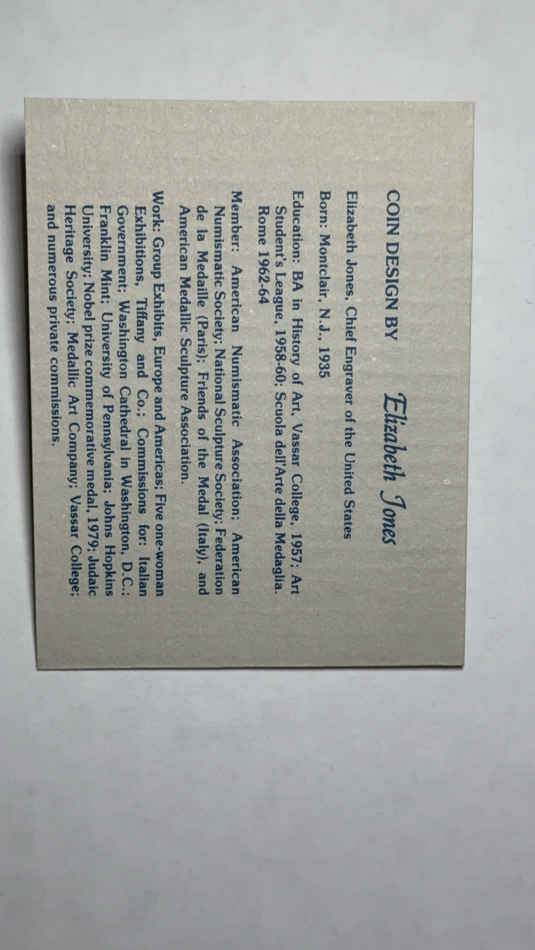 COIN DESIGN BY Elizabeth Jones
Elizabeth Jones, Chief Engraver of the United States
Born: Montclair, N.J., 1935
Education: BA in History of Art, Vassar College, 1957; Art
Student's League, 1958-60; Scuola dell'Arte della Medaglia.
Rome 1962-64
Member: American Numismatic Association; American
Numismatic Society; National Sculpture Society; Federation
de la Medaille (Paris); Friends of the Medal (Italy), and
American Medallic Sculpture Association.
Work: Group Exhibits, Europe and Americas; Five one-woman
Exhibitions, Tiffany and Co.; Commissions for: Italian
Government; Washington Cathedral in Washington, D.C.;
Franklin Mint; University of Pennsylvania; Johns Hopkins
University; Nobel prize commemorative medal, 1979; Judaic
Heritage Society; Medallic Art Company; Vassar College;
and numerous private commissions.